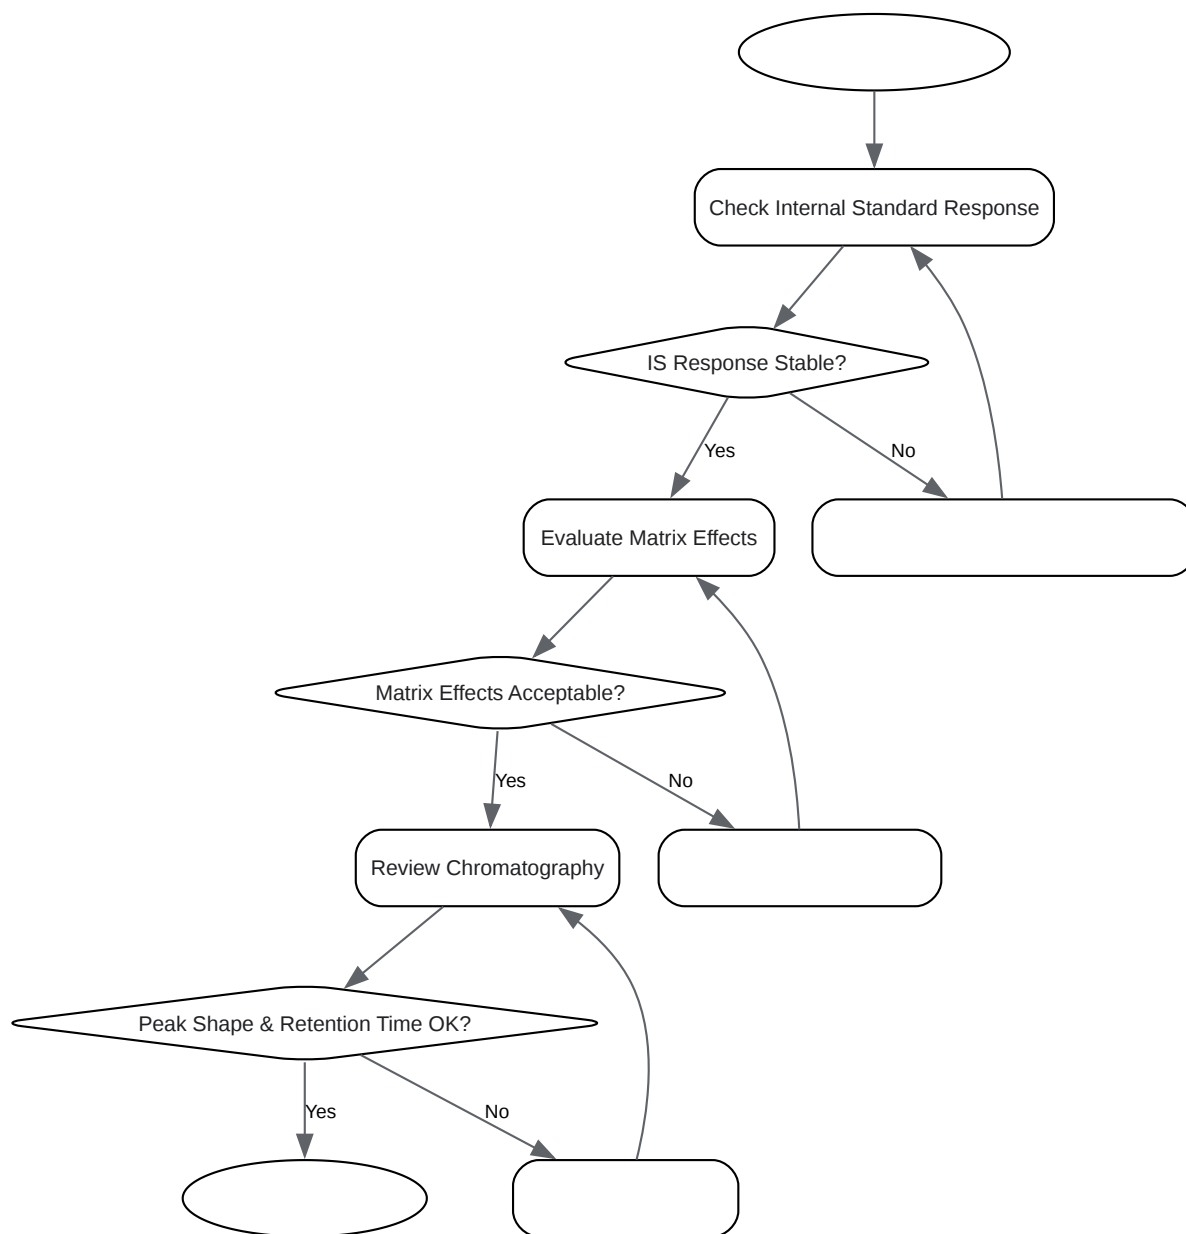 Check Internal Standard Response
IS Response Stable?
Yes
No
Evaluate Matrix Effects
Matrix Effects Acceptable?
Yes
No
Review Chromatography
Peak Shape & Retention Time OK?
Yes
No